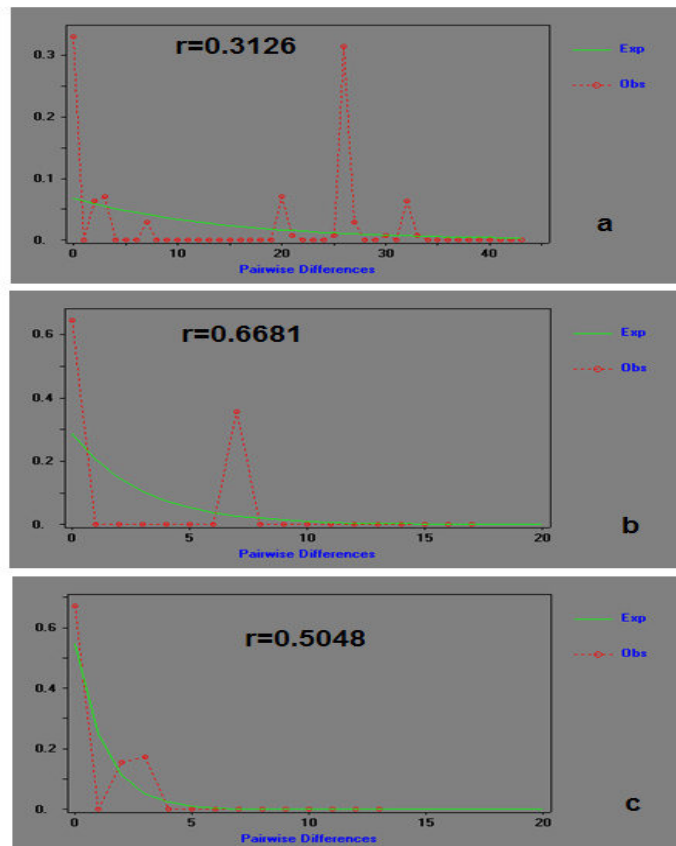 r=0.3126
Exp
Obs
0.3
0.2
0.1
0.
0 10 20 30 40
Pairwise Differences
a
r=0.6681
Exp
Obs
0.6
0.4
0.2
0.
0 5 10 15 20
Pairwise Differences
b
r=0.5048
Exp
Obs
0.6
0.4
0.2
0.
0 5 10 15 20
Pairwise Differences
c